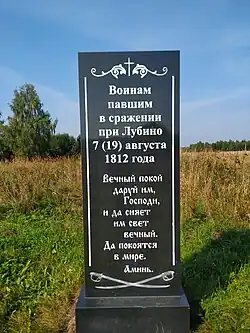 Воинам
павшим
в сражении
при Лубино
7 (19) августа
1812 года
Вечный покой
даруй им,
Господи,
и да сияет
им свет
вечный.
Да покоятся
в мире.
Аминь.